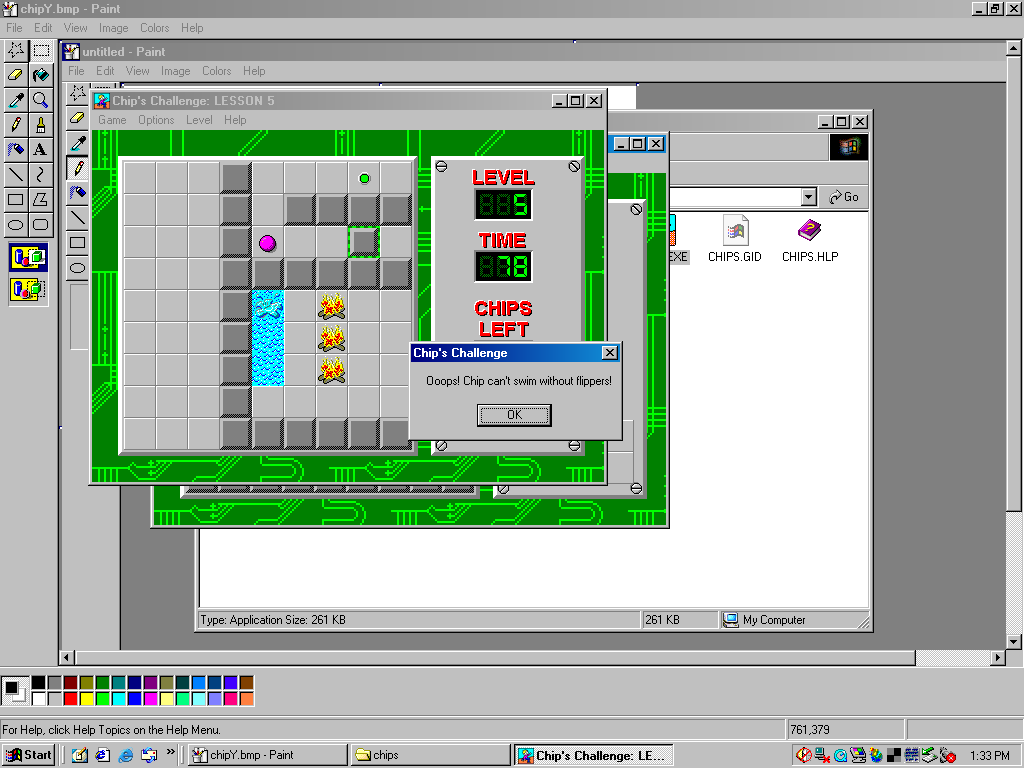 chipY.bmp - Paint
File Edit View Image Colors Help
untitled - Paint
File Edit View Image Colors Help
Chip's Challenge: LESSON 5
Game Options Level Help
LEVEL
5
TIME
78
CHIPS
LEFT
Chip's Challenge
Ooops! Chip can't swim without flippers!
OK
Go
EXE
CHIPS.GID
CHIPS.HLP
A
Type: Application Size: 261 KB
261 KB
My Computer
For Help, click Help Topics on the Help Menu.
761,379
Start
chipY.bmp - Paint
chips
Chip's Challenge: LE...
1:33 PM